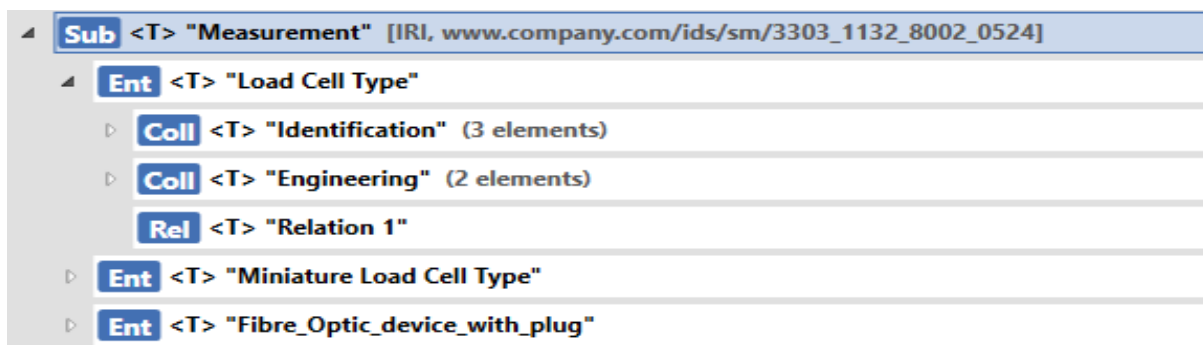 Sub <T> "Measurement" [IRI, www.company.com/ids/sm/3303_1132_8002_0524]
Ent <T> "Load Cell Type"
Coll <T> "Identification" (3 elements)
Coll <T> "Engineering" (2 elements)
Rel <T> "Relation 1"
Ent <T> "Miniature Load Cell Type"
Ent <T> "Fibre_Optic_device_with_plug"